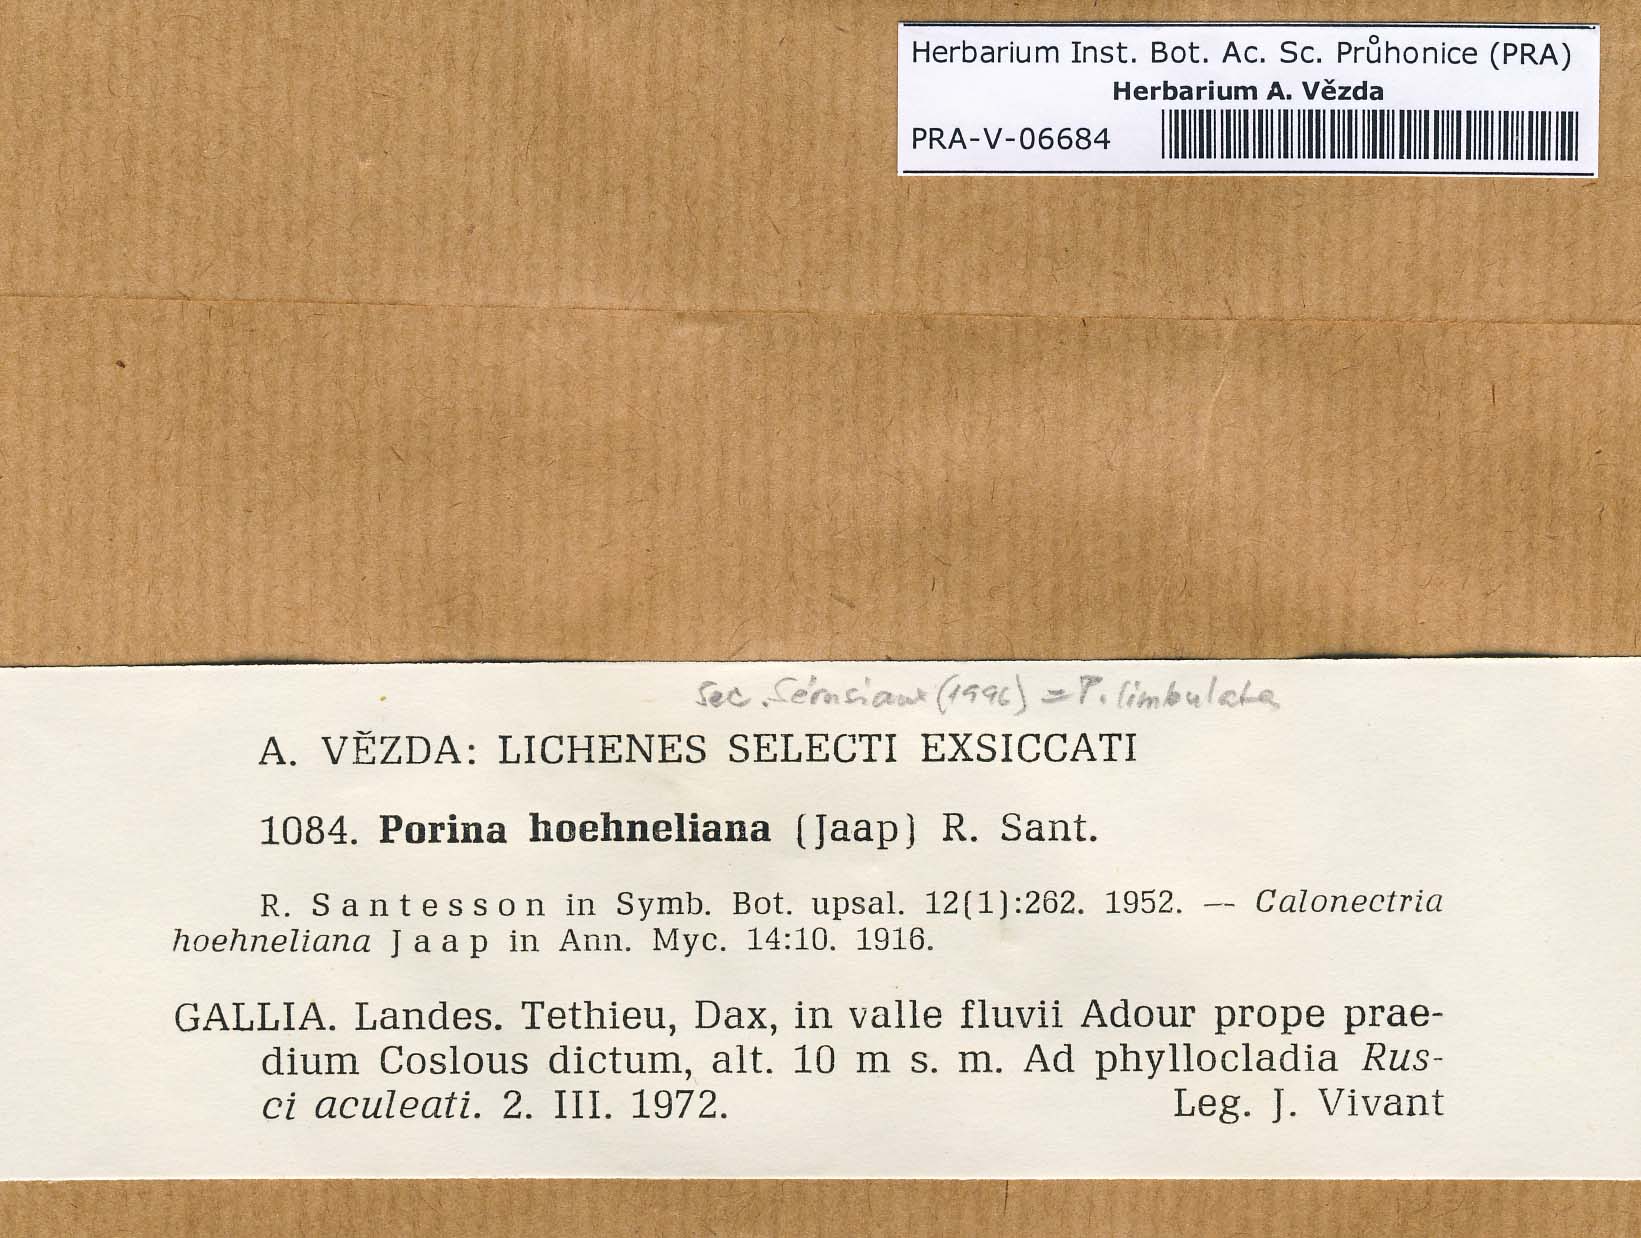 Herbarium Inst. Bot. Ac. Sc. Průhonice (PRA)
Herbarium A. Vězda
PRA-V-06684
Sec. Sérusiaux (1996) = P. limbulata
A. VĚZDA: LICHENES SELECTI EXSICCATI
1084. Porina hoehneliana (Jaap) R. Sant.
R. Santesson in Symb. Bot. upsal. 12(1):262. 1952. — Calonectria
hoehneliana Jaap in Ann. Myc. 14:10. 1916.
GALLIA. Landes. Tethieu, Dax, in valle fluvii Adour prope prae-
dium Coslous dictum, alt. 10 m s. m. Ad phyllocladia Rus-
ci aculeati. 2. III. 1972. Leg. J. Vivant